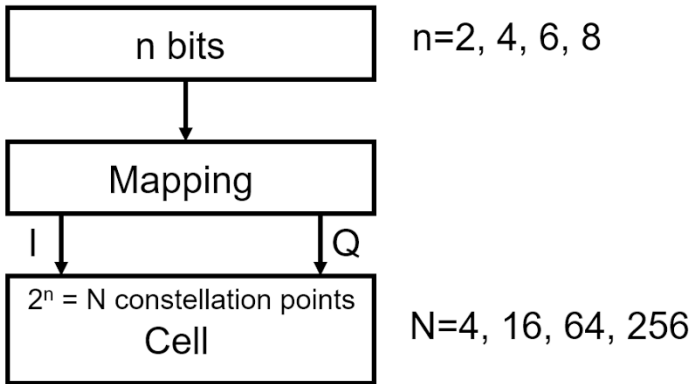 n bits
n=2, 4, 6, 8
Mapping
I
Q
2ⁿ = N constellation points
Cell
N=4, 16, 64, 256